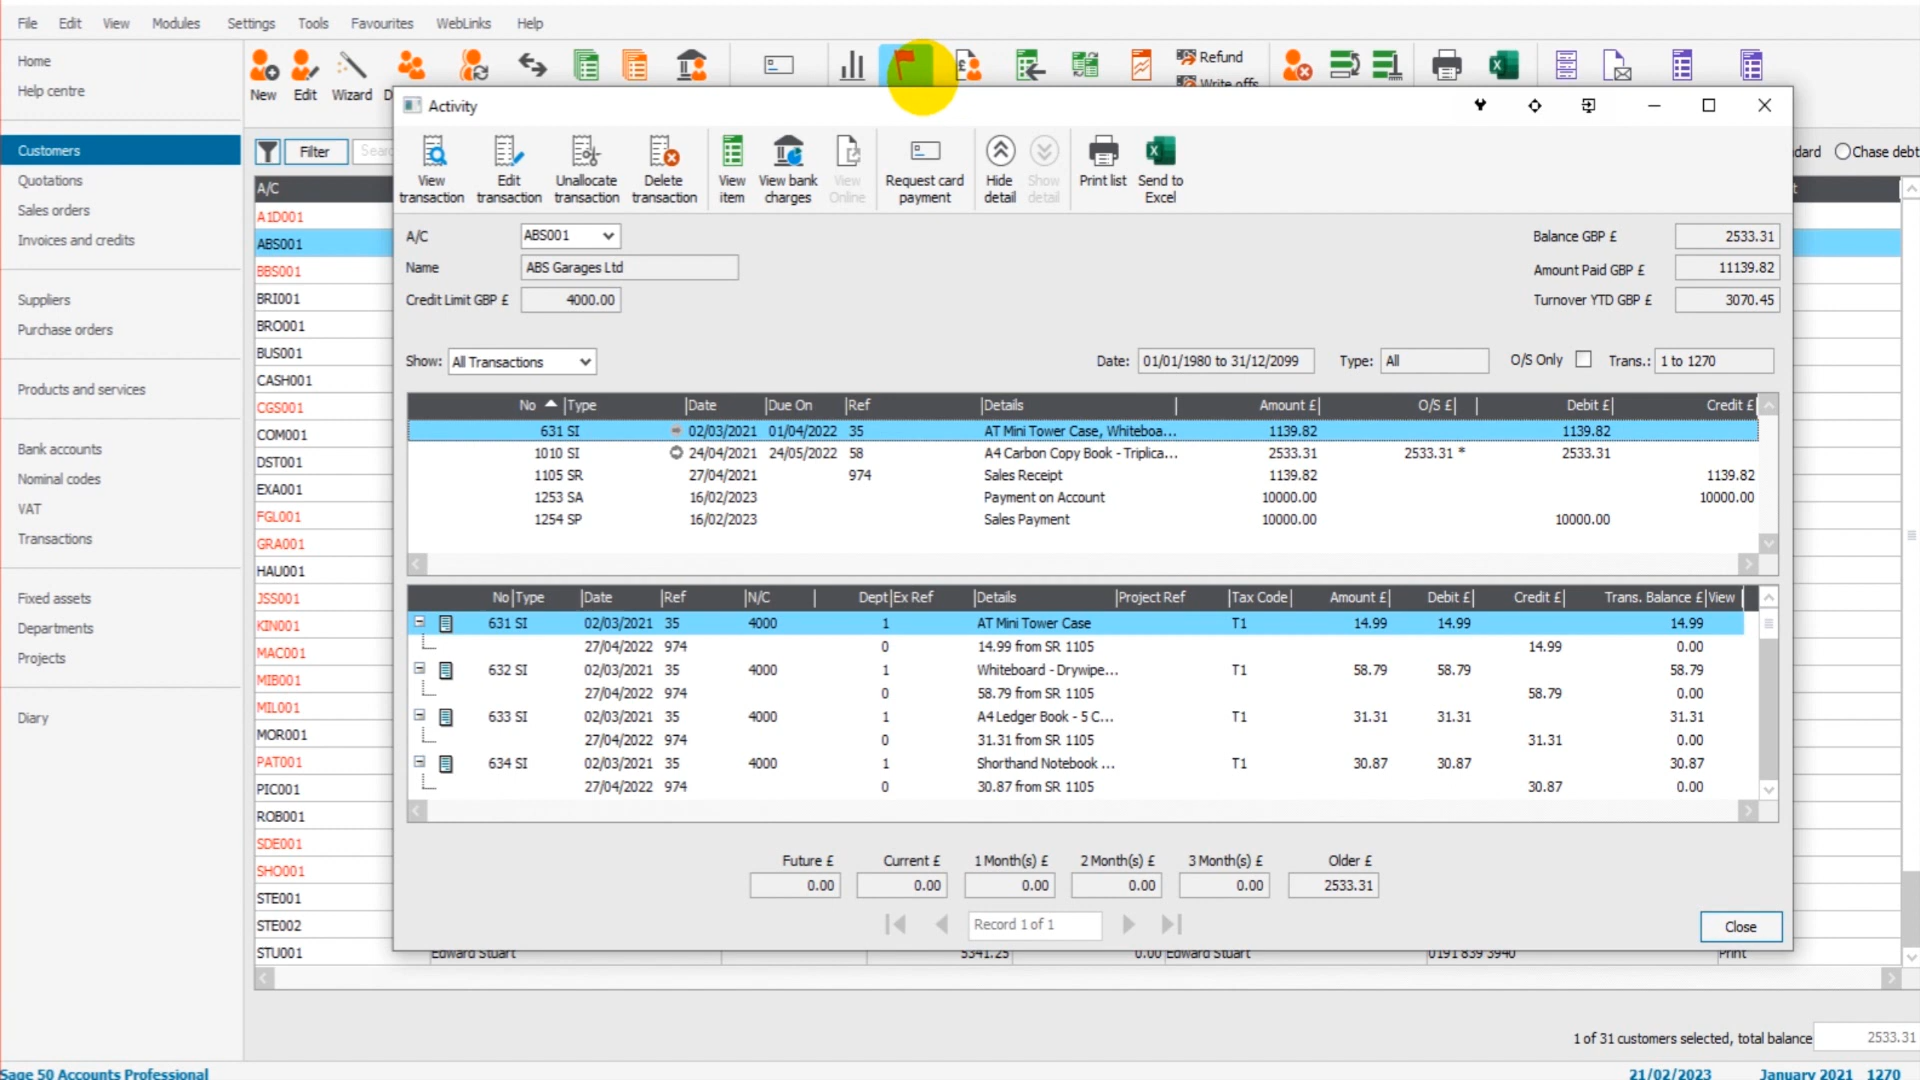 File Edit View Modules Settings Tools Favourites WebLinks Help
Home
Help centre
Customers
Quotations
Sales orders
Invoices and credits
Suppliers
Purchase orders
Products and services
Bank accounts
Nominal codes
VAT
Transactions
Fixed assets
Departments
Projects
Diary
New Edit Wizard D
Refund
Write offs
Filter Searc
dard Chase debt
A/C
A1D001
ABS001
BBS001
BRI001
BRO001
BUS001
CASH001
CGS001
COM001
DST001
EXA001
FGL001
GRA001
HAU001
JSS001
KIN001
MAC001
MIB001
MIL001
MOR001
PAT001
PIC001
ROB001
SDE001
SHO001
STE001
STE002
STU001 Edward Stuart 5341.25 0.00 Edward Stuart 0191 839 3940 Print
Activity
View transaction
Edit transaction
Unallocate transaction
Delete transaction
View item
View bank charges
View Online
Request card payment
Hide detail
Show detail
Print list
Send to Excel
A/C ABS001
Name ABS Garages Ltd
Credit Limit GBP £ 4000.00
Balance GBP £ 2533.31
Amount Paid GBP £ 11139.82
Turnover YTD GBP £ 3070.45
Show: All Transactions Date: 01/01/1980 to 31/12/2099 Type: All O/S Only Trans.: 1 to 1270
No Type Date Due On Ref Details Amount £ O/S £ Debit £ Credit £
631 SI 02/03/2021 01/04/2022 35 AT Mini Tower Case, Whiteboa... 1139.82 1139.82
1010 SI 24/04/2021 24/05/2022 58 A4 Carbon Copy Book - Triplica... 2533.31 2533.31 * 2533.31
1105 SR 27/04/2021 974 Sales Receipt 1139.82 1139.82
1253 SA 16/02/2023 Payment on Account 10000.00 10000.00
1254 SP 16/02/2023 Sales Payment 10000.00 10000.00
No Type Date Ref N/C Dept Ex Ref Details Project Ref Tax Code Amount £ Debit £ Credit £ Trans. Balance £ View
631 SI 02/03/2021 35 4000 1 AT Mini Tower Case T1 14.99 14.99 14.99
27/04/2022 974 0 14.99 from SR 1105 14.99 0.00
632 SI 02/03/2021 35 4000 1 Whiteboard - Drywipe... T1 58.79 58.79 58.79
27/04/2022 974 0 58.79 from SR 1105 58.79 0.00
633 SI 02/03/2021 35 4000 1 A4 Ledger Book - 5 C... T1 31.31 31.31 31.31
27/04/2022 974 0 31.31 from SR 1105 31.31 0.00
634 SI 02/03/2021 35 4000 1 Shorthand Notebook ... T1 30.87 30.87 30.87
27/04/2022 974 0 30.87 from SR 1105 30.87 0.00
Future £ Current £ 1 Month(s) £ 2 Month(s) £ 3 Month(s) £ Older £
0.00 0.00 0.00 0.00 0.00 2533.31
Record 1 of 1
Close
1 of 31 customers selected, total balance 2533.31
Sage 50 Accounts Professional 21/02/2023 January 2021 1270